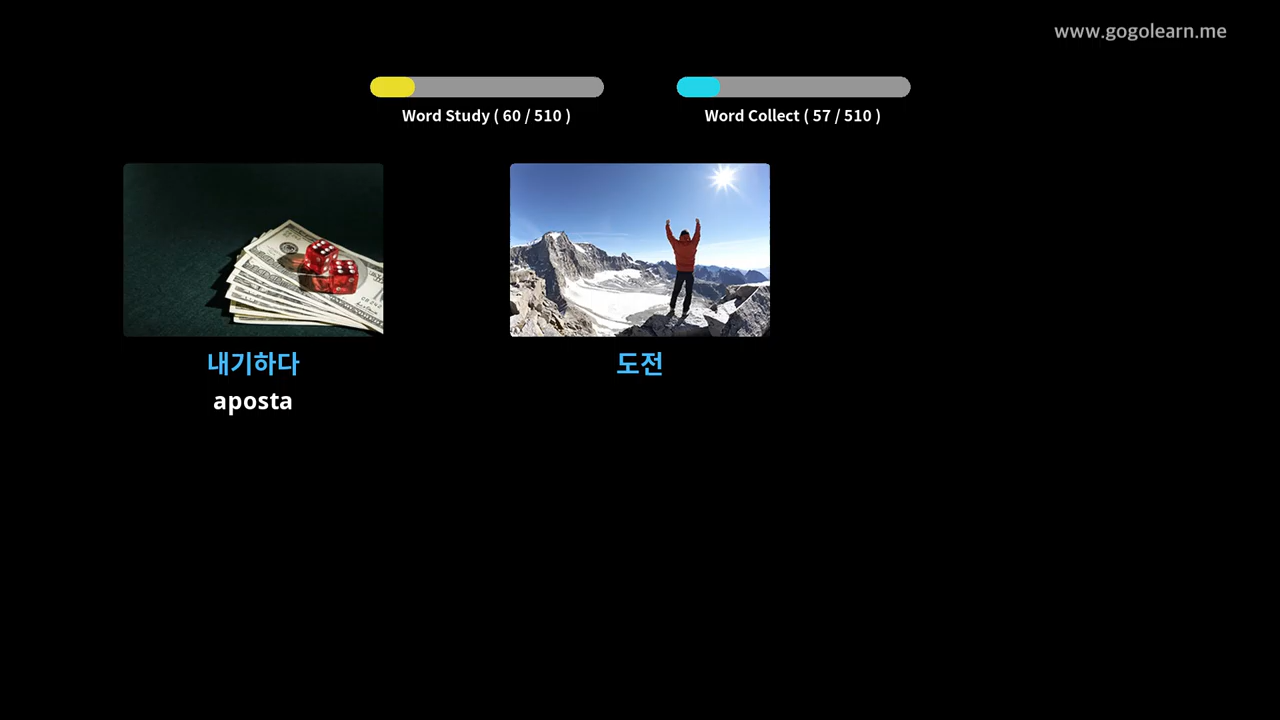 www.gogolearn.me
Word Study ( 60 / 510 )
Word Collect ( 57 / 510 )
내기하다
aposta
도전